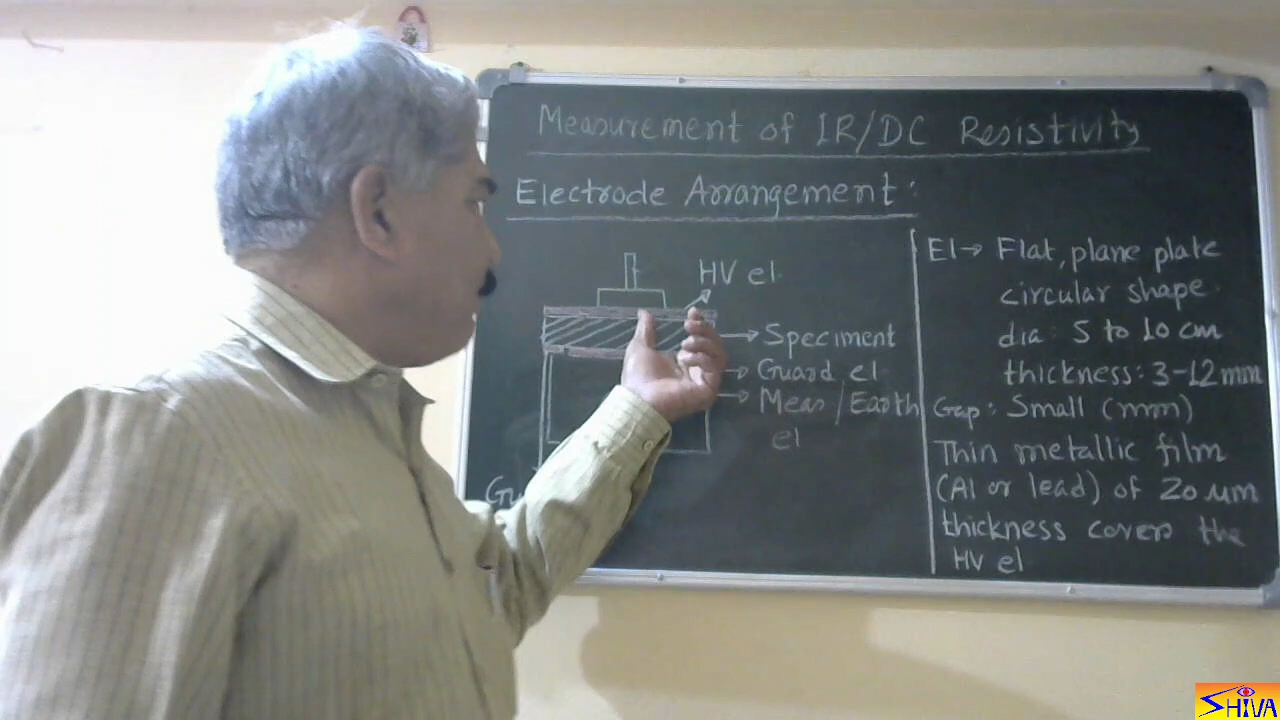 Measurement of IR/DC Resistivity
Electrode Arrangement:
HV el
Speciment
Guard el
Meas/Earth
el
Gu
El→ Flat, plane plate
circular shape
dia: 5 to 10 cm
thickness: 3-12mm
Gap: Small (mm)
Thin metallic film
(Al or lead) of 20 μm
thickness covers the
HV el
SHIVA